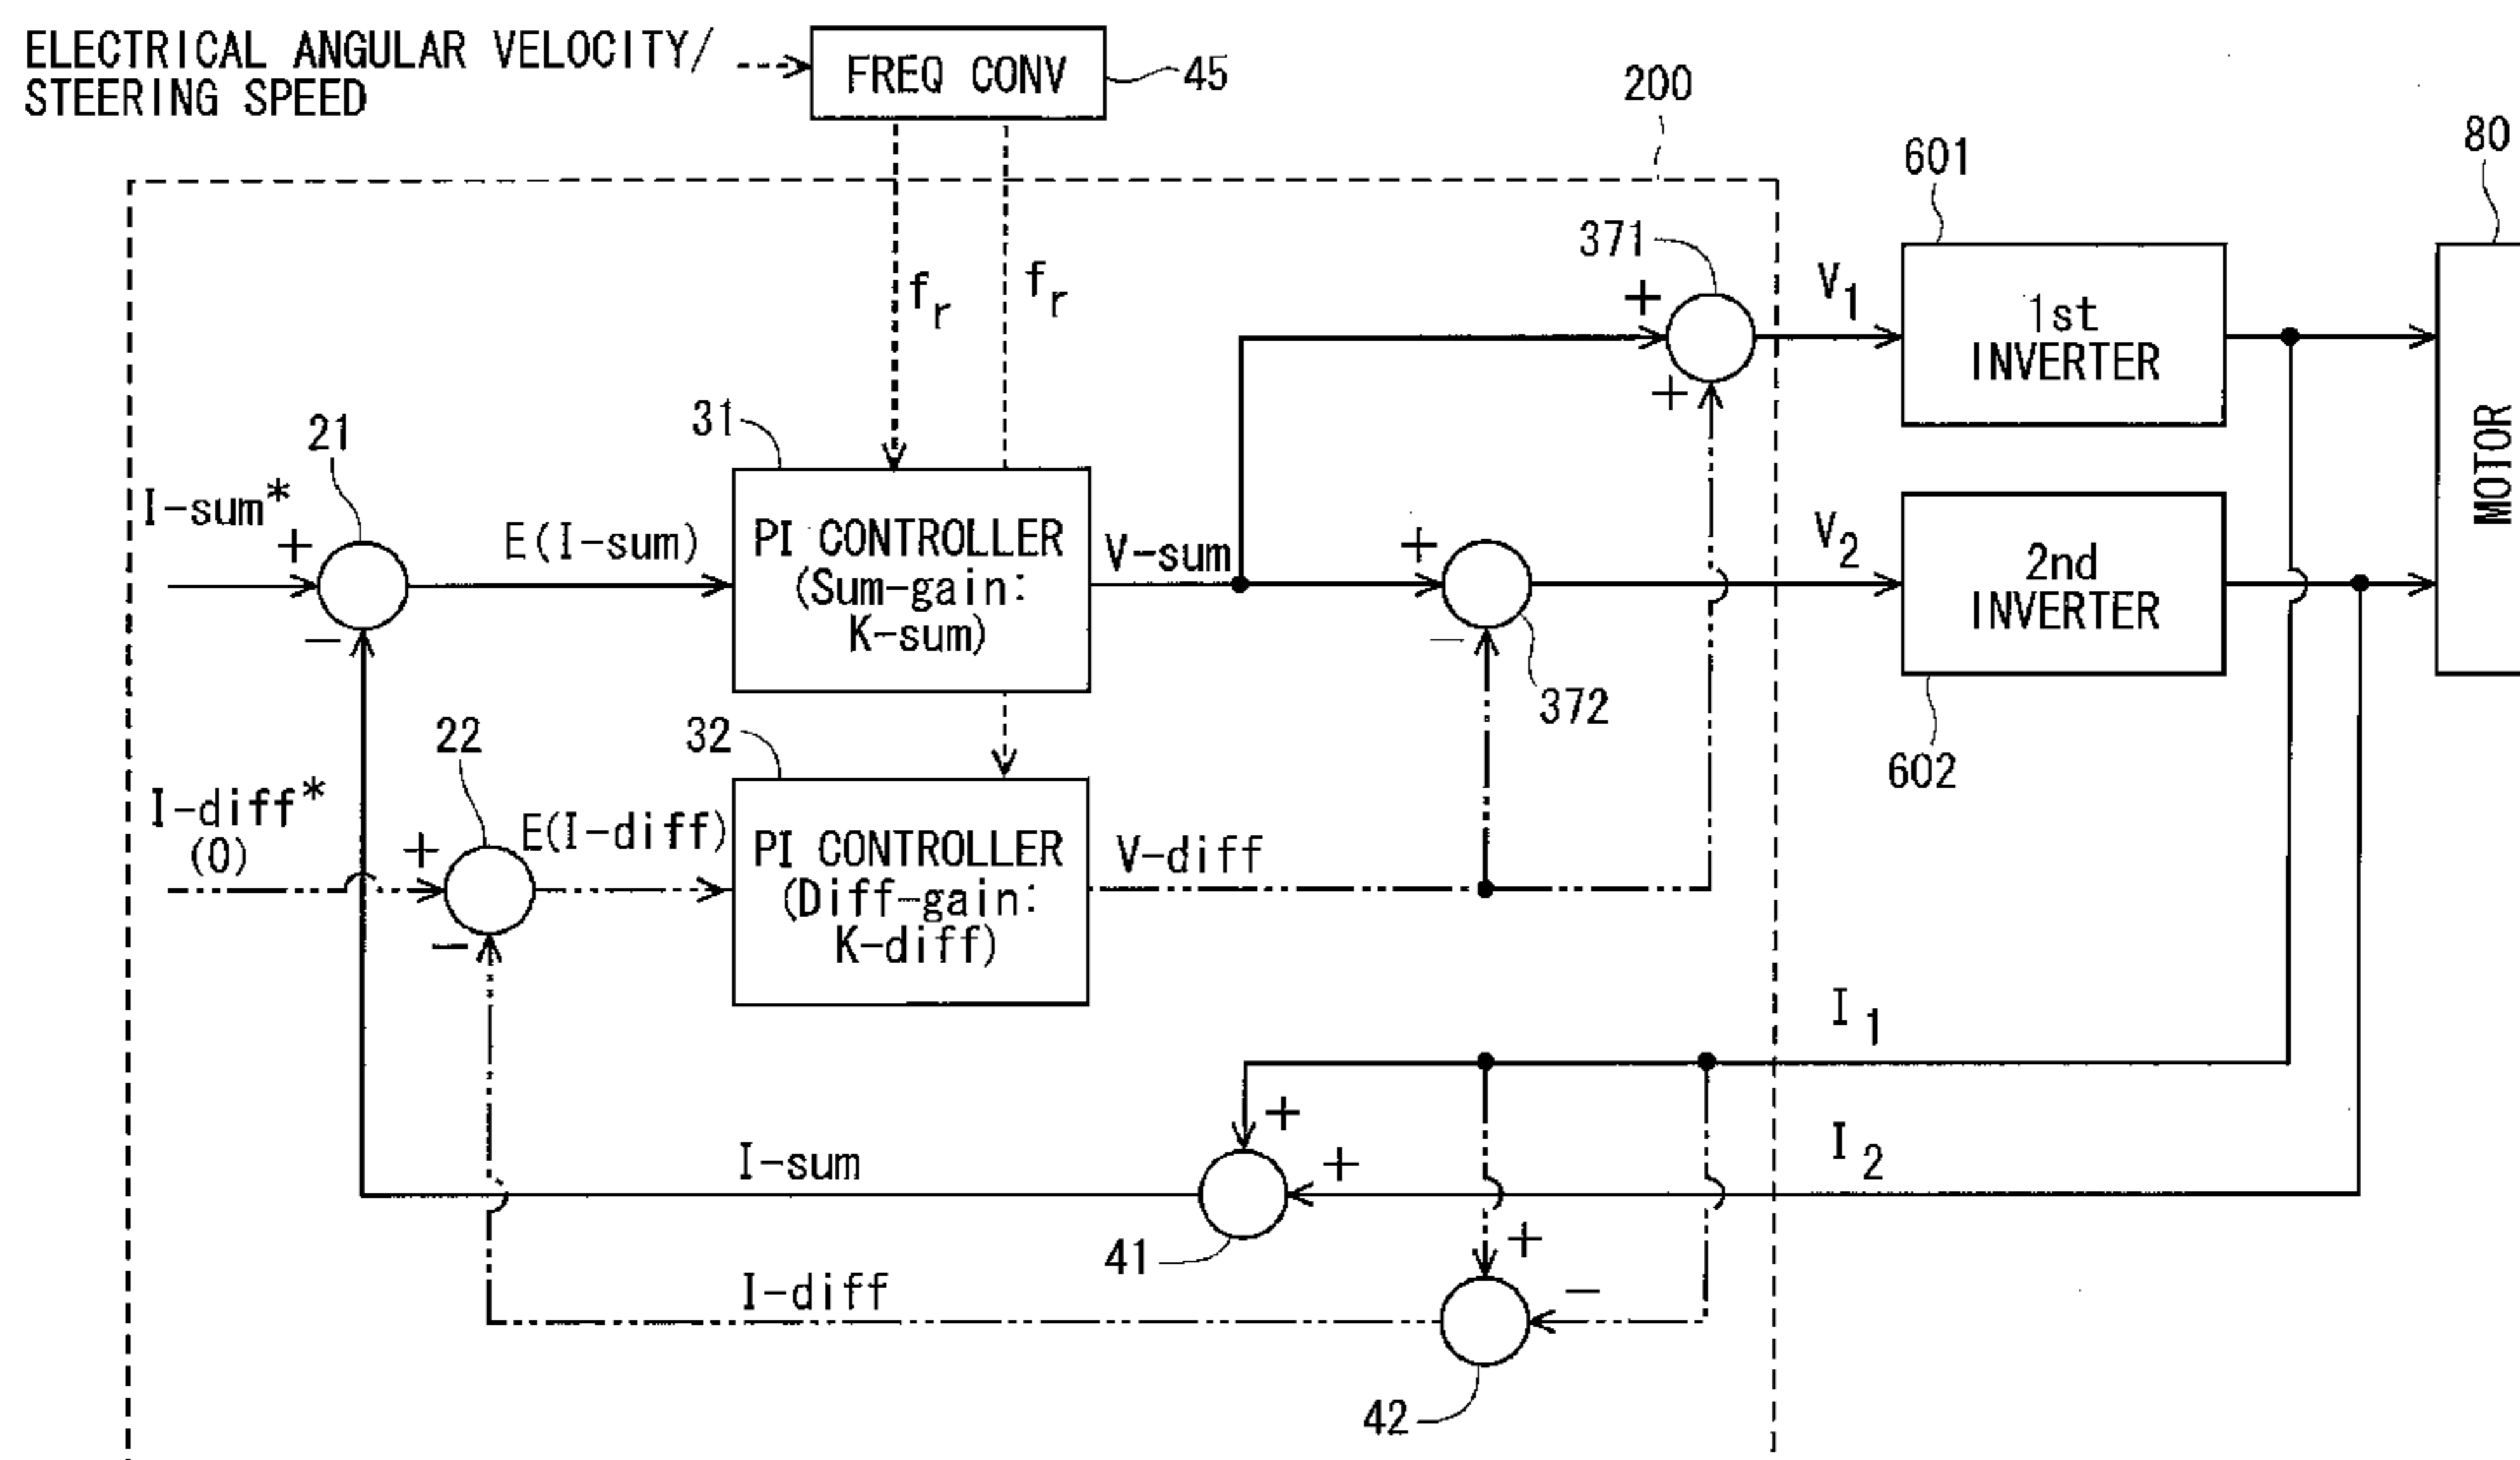 ELECTRICAL ANGULAR VELOCITY/
STEERING SPEED
FREQ CONV
45
200
601
80
371
fr
fr
+
+
V1
1st
INVERTER
MOTOR
21
31
I-sum*
+
−
E(I-sum)
PI CONTROLLER
(Sum-gain:
K-sum)
V-sum
+
−
372
V2
2nd
INVERTER
602
22
32
I-diff*
(0)
+
−
E(I-diff)
PI CONTROLLER
(Diff-gain:
K-diff)
V-diff
I1
+
I-sum
+
I2
41
+
−
I-diff
42